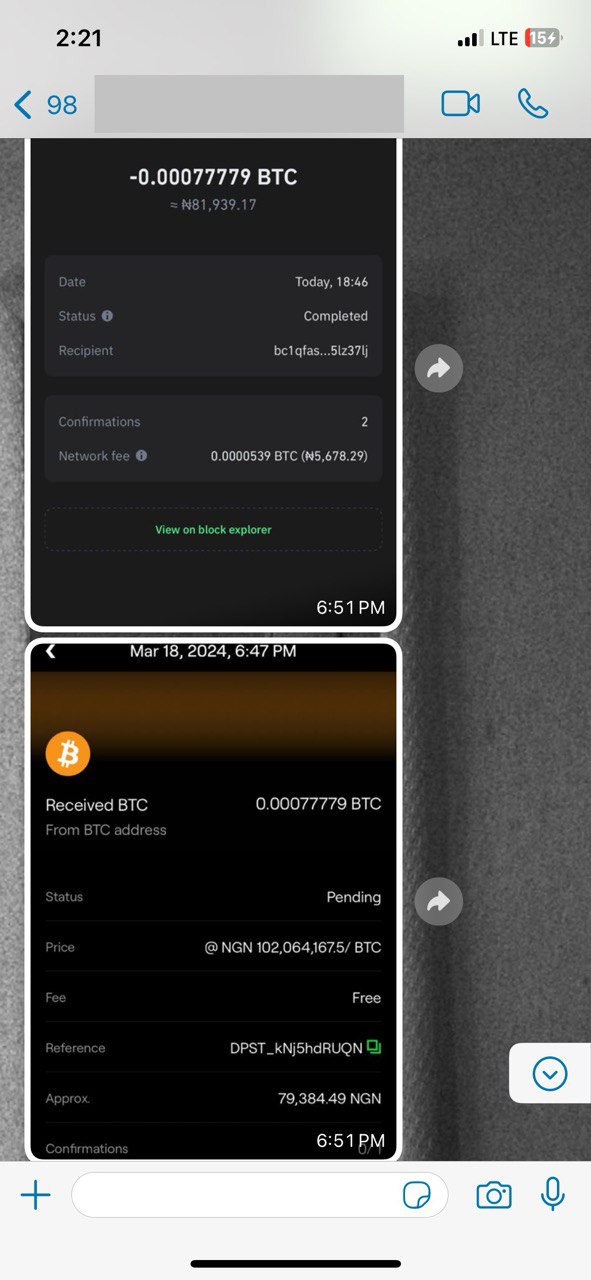 2:21 LTE 15
98
-0.00077779 BTC
≈ ₦81,939.17
Date Today, 18:46
Status Completed
Recipient bc1qfas...5lz37lj
Confirmations 2
Network fee 0.0000539 BTC (₦5,678.29)
View on block explorer
6:51 PM
Mar 18, 2024, 6:47 PM
Received BTC 0.00077779 BTC
From BTC address
Status Pending
Price @ NGN 102,064,167.5/ BTC
Fee Free
Reference DPST_kNj5hdRUQN
Approx. 79,384.49 NGN
Confirmations 0/1
6:51 PM